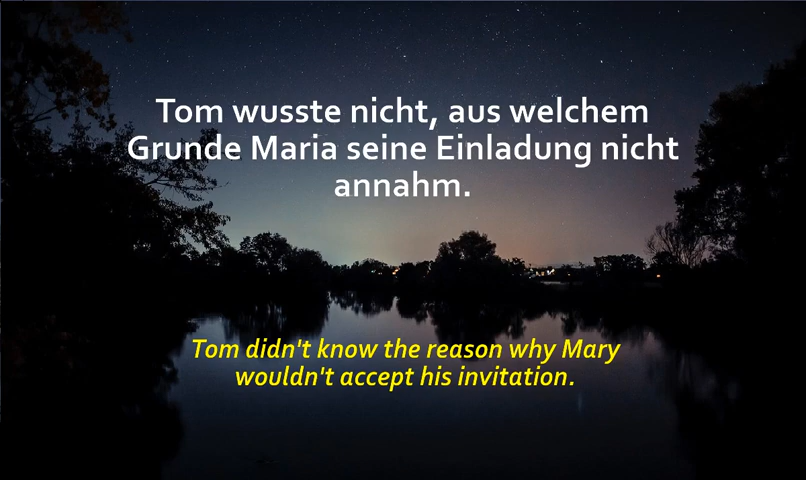 Tom wusste nicht, aus welchem
Grunde Maria seine Einladung nicht
annahm.
Tom didn't know the reason why Mary
wouldn't accept his invitation.